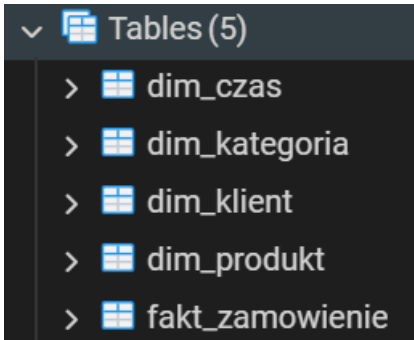 Tables (5)
dim_czas
dim_kategoria
dim_klient
dim_produkt
fakt_zamowienie